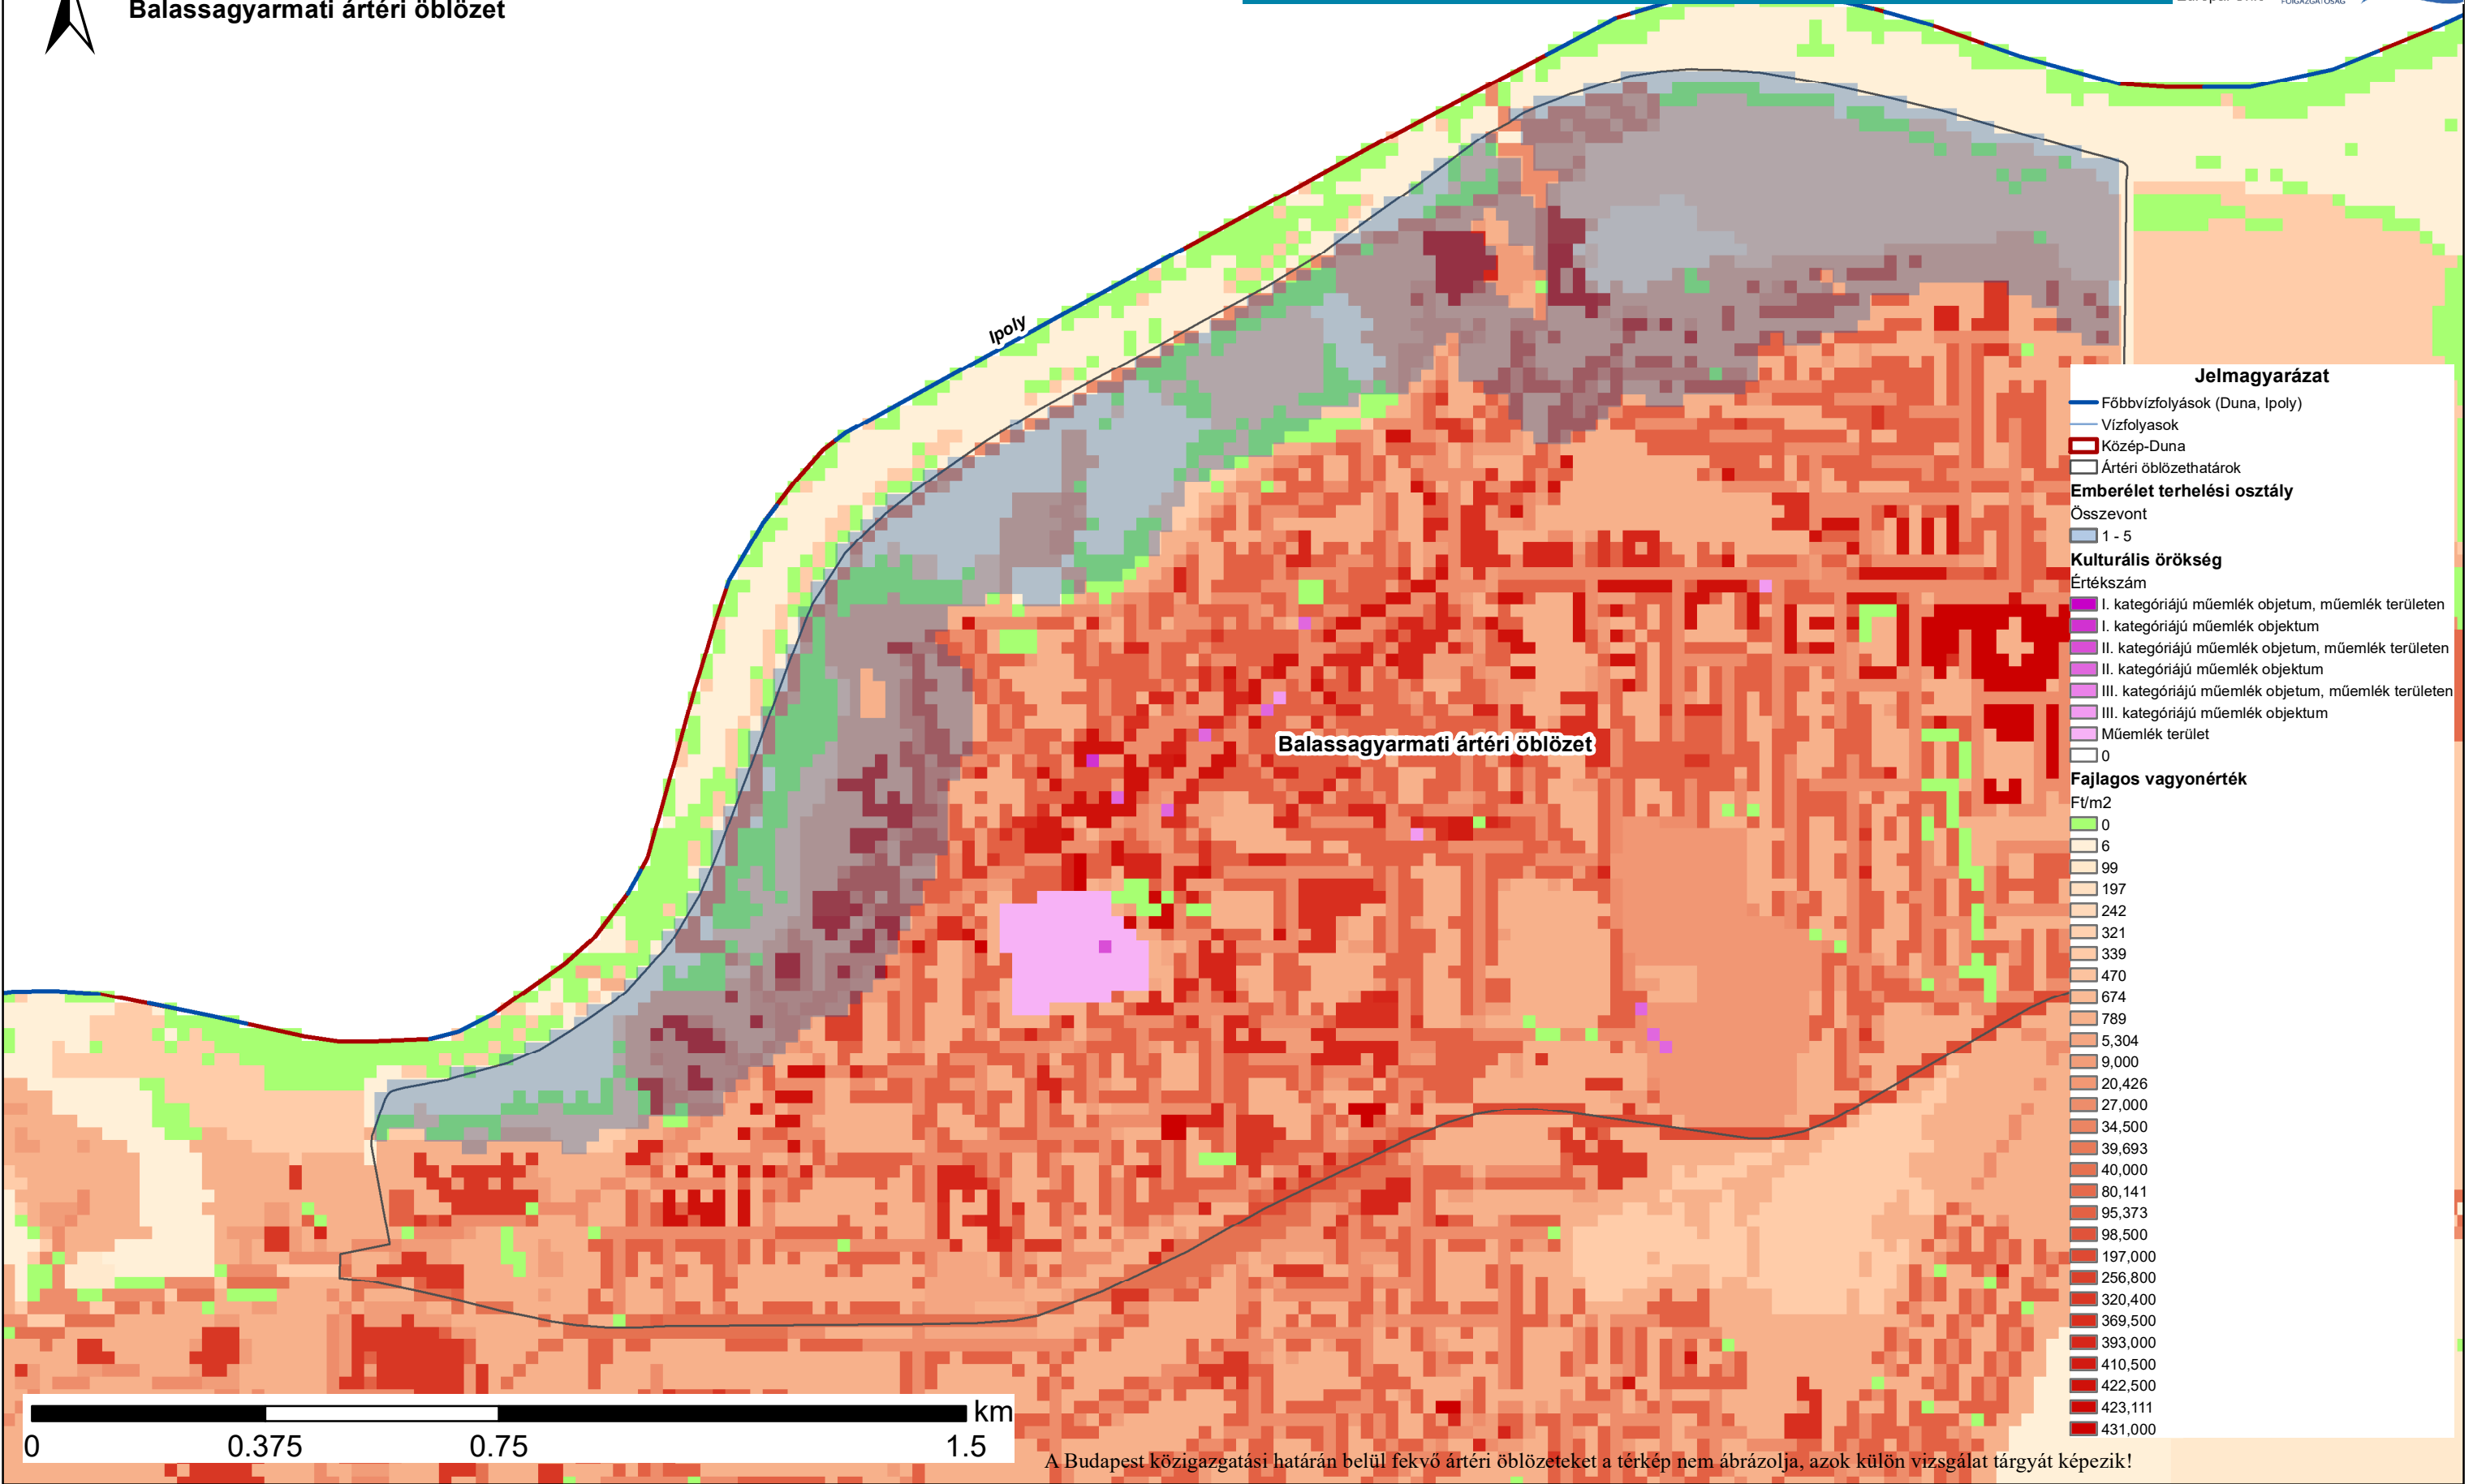 Balassagyarmati ártéri öblözet
FŐIGAZGATÓSÁG
Ipoly
Balassagyarmati ártéri öblözet
Jelmagyarázat
Főbbvízfolyások (Duna, Ipoly)
Vízfolyasok
Közép-Duna
Ártéri öblözethatárok
Emberélet terhelési osztály
Összevont
1 - 5
Kulturális örökség
Értékszám
I. kategóriájú műemlék objetum, műemlék területen
I. kategóriájú műemlék objektum
II. kategóriájú műemlék objetum, műemlék területen
II. kategóriájú műemlék objektum
III. kategóriájú műemlék objetum, műemlék területen
III. kategóriájú műemlék objektum
Műemlék terület
0
Fajlagos vagyonérték
Ft/m2
0
6
99
197
242
321
339
470
674
789
5,304
9,000
20,426
27,000
34,500
39,693
40,000
80,141
95,373
98,500
197,000
256,800
320,400
369,500
393,000
410,500
422,500
423,111
431,000
km
0 0.375 0.75 1.5
A Budapest közigazgatási határán belül fekvő ártéri öblözeteket a térkép nem ábrázolja, azok külön vizsgálat tárgyát képezik!